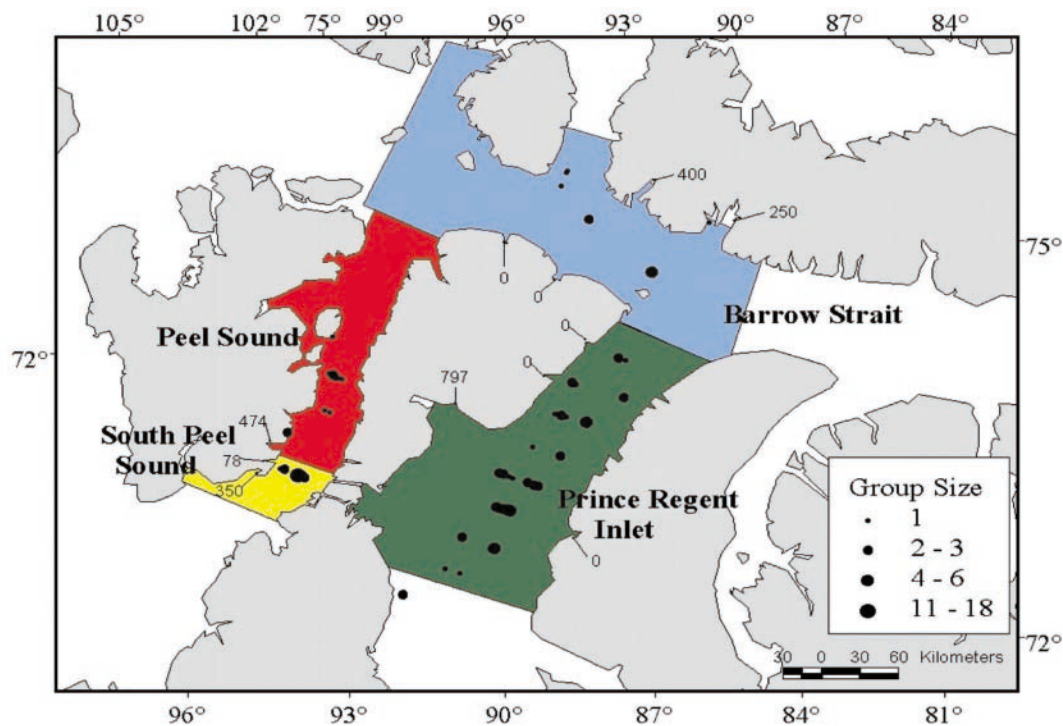 105° 102° 75° 99° 96° 93° 90° 87° 84°
400
250
75°
0
0
Barrow Strait
Peel Sound
0
72°
0
797
474
South Peel
Sound
78
350
Prince Regent
Inlet
0
Group Size
1
2 - 3
4 - 6
11 - 18
72°
30 0 30 60 Kilometers
96° 93° 90° 87° 84° 81°